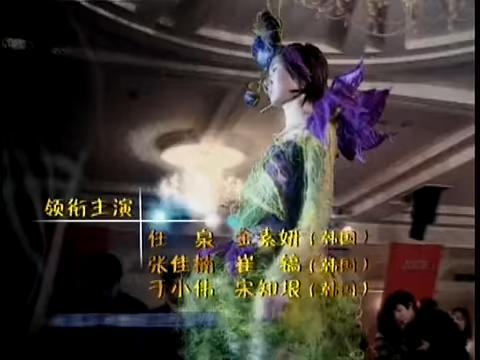 领衔主演
任 泉 金素妍(韩国)
张佳楠 崔 镐(韩国)
于小伟 宋知垠(韩国)